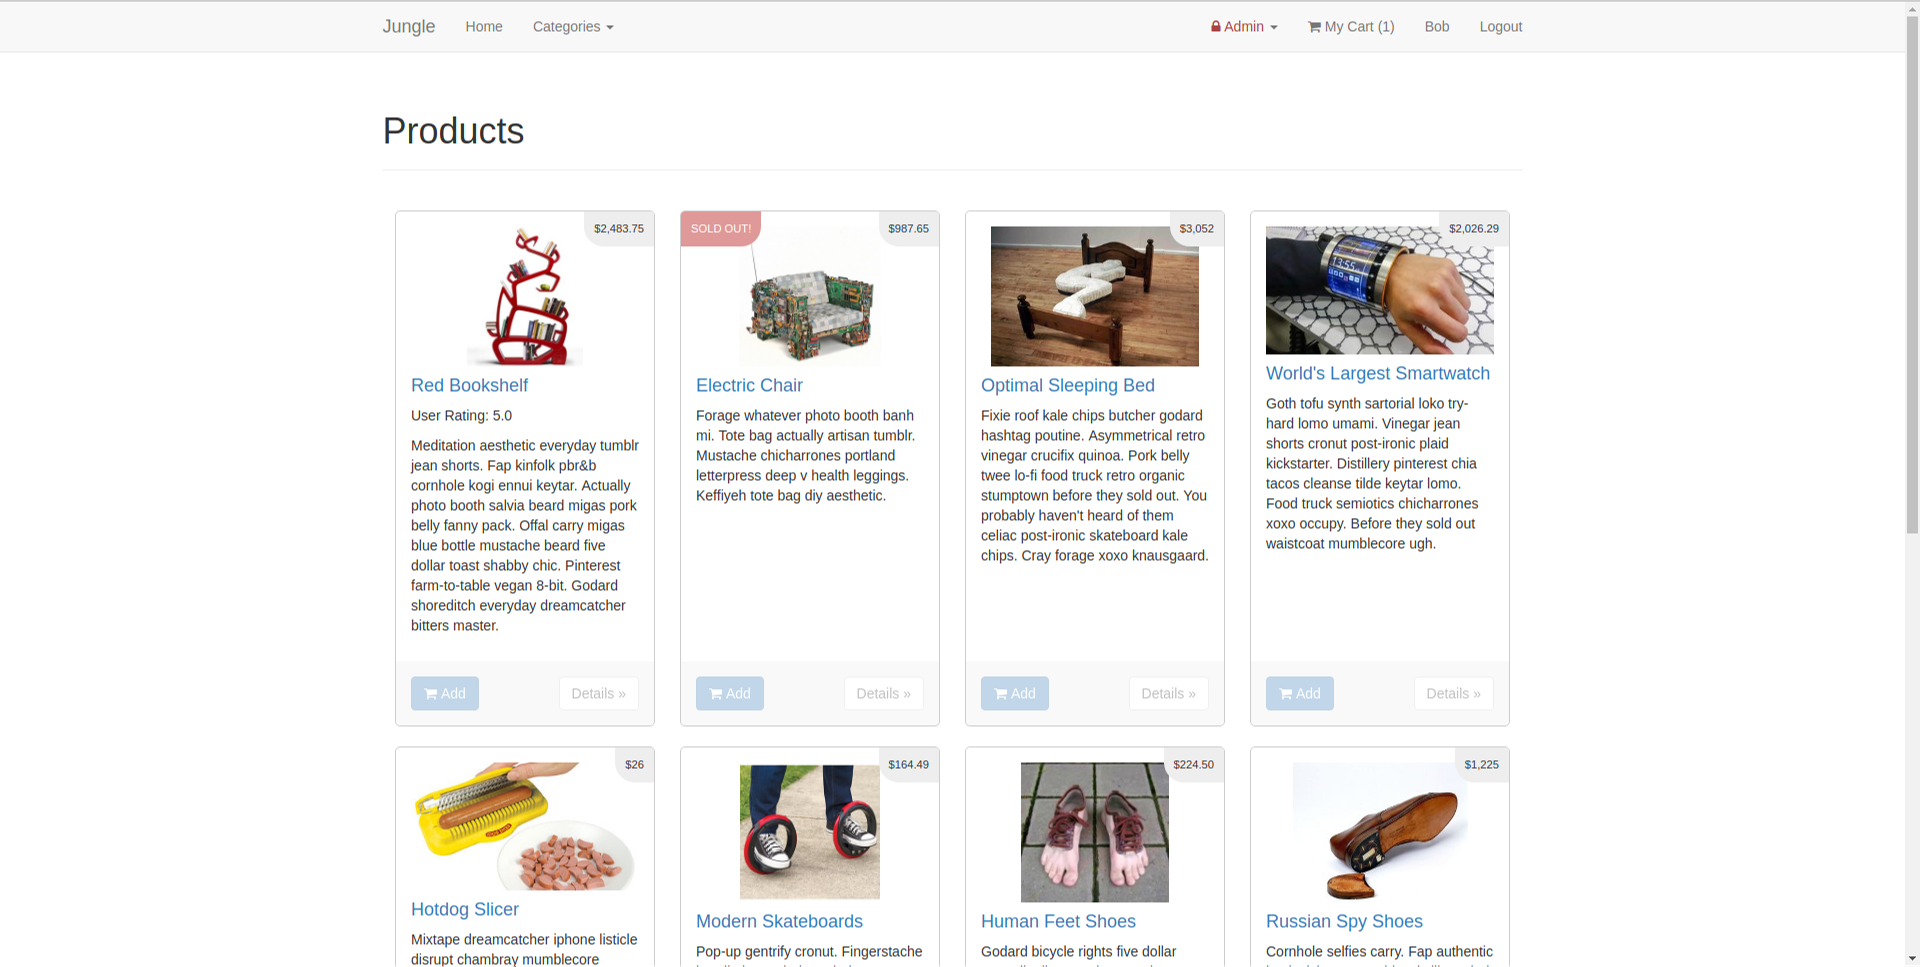 Jungle Home Categories Admin My Cart (1) Bob Logout
Products
$2,483.75
Red Bookshelf
User Rating: 5.0
Meditation aesthetic everyday tumblr
jean shorts. Fap kinfolk pbr&b
cornhole kogi ennui keytar. Actually
photo booth salvia beard migas pork
belly fanny pack. Offal carry migas
blue bottle mustache beard five
dollar toast shabby chic. Pinterest
farm-to-table vegan 8-bit. Godard
shoreditch everyday dreamcatcher
bitters master.
Add Details »
SOLD OUT! $987.65
Electric Chair
Forage whatever photo booth banh
mi. Tote bag actually artisan tumblr.
Mustache chicharrones portland
letterpress deep v health leggings.
Keffiyeh tote bag diy aesthetic.
Add Details »
$3,052
Optimal Sleeping Bed
Fixie roof kale chips butcher godard
hashtag poutine. Asymmetrical retro
vinegar crucifix quinoa. Pork belly
twee lo-fi food truck retro organic
stumptown before they sold out. You
probably haven't heard of them
celiac post-ironic skateboard kale
chips. Cray forage xoxo knausgaard.
Add Details »
$2,026.29
13:55
World's Largest Smartwatch
Goth tofu synth sartorial loko try-
hard lomo umami. Vinegar jean
shorts cronut post-ironic plaid
kickstarter. Distillery pinterest chia
tacos cleanse tilde keytar lomo.
Food truck semiotics chicharrones
xoxo occupy. Before they sold out
waistcoat mumblecore ugh.
Add Details »
$26
Hotdog Slicer
Mixtape dreamcatcher iphone listicle
disrupt chambray mumblecore
$164.49
Modern Skateboards
Pop-up gentrify cronut. Fingerstache
$224.50
Human Feet Shoes
Godard bicycle rights five dollar
$1,225
Russian Spy Shoes
Cornhole selfies carry. Fap authentic